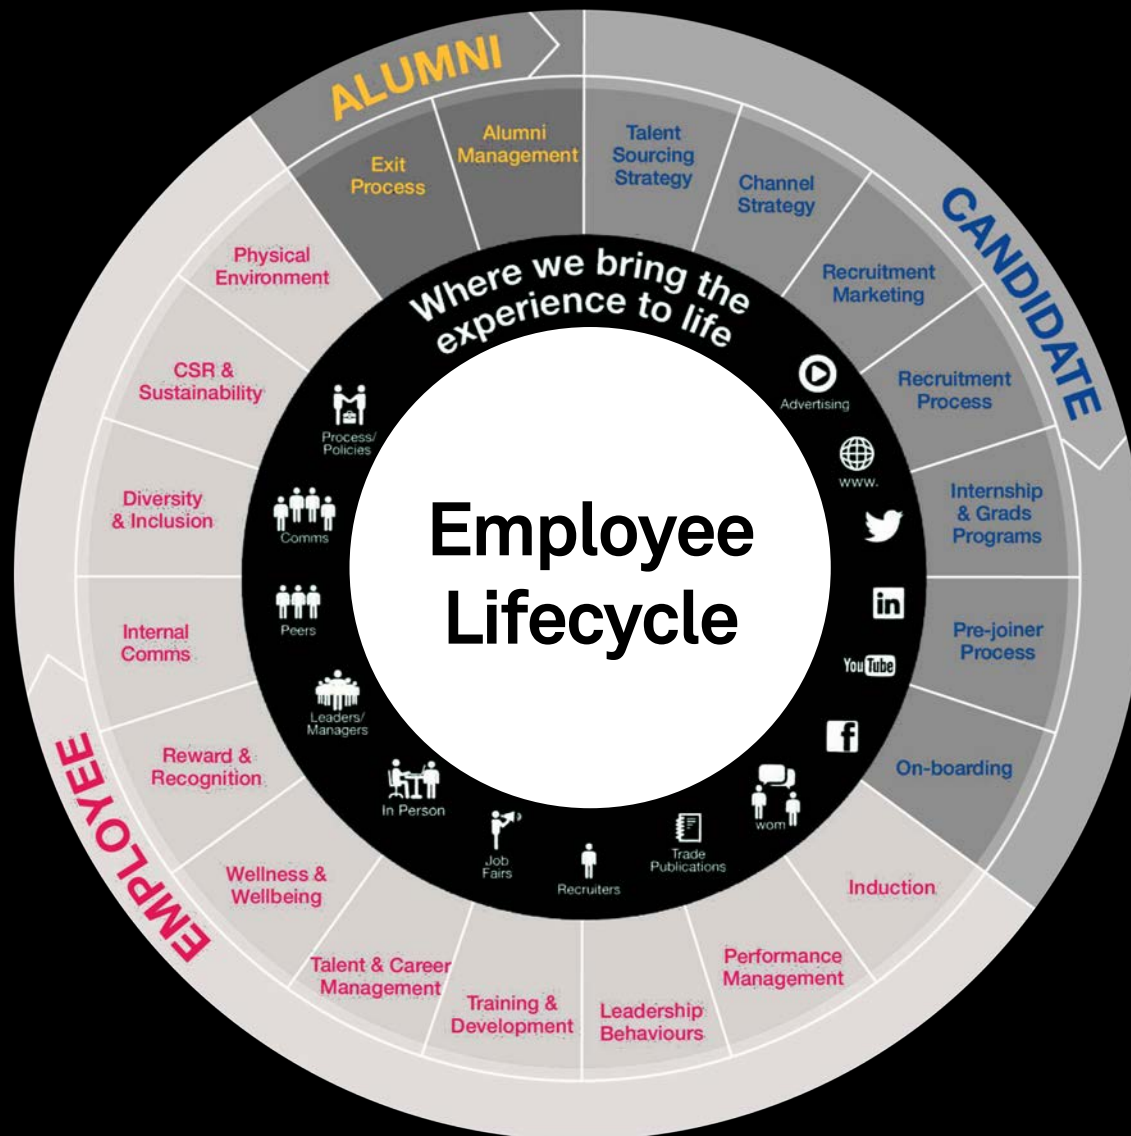 ALUMNI
Exit
Process
Alumni
Management
CANDIDATE
Talent
Sourcing
Strategy
Channel
Strategy
Recruitment
Marketing
Recruitment
Process
Internship
& Grads
Programs
Pre-joiner
Process
On-boarding
EMPLOYEE
Induction
Performance
Management
Leadership
Behaviours
Training &
Development
Talent & Career
Management
Wellness &
Wellbeing
Reward &
Recognition
Internal
Comms
Diversity
& Inclusion
CSR &
Sustainability
Physical
Environment
Where we bring the
experience to life
Advertising
www.
in
YouTube
f
wom
Trade
Publications
Recruiters
Job
Fairs
In Person
Leaders/
Managers
Peers
Comms
Process/
Policies
Employee
Lifecycle